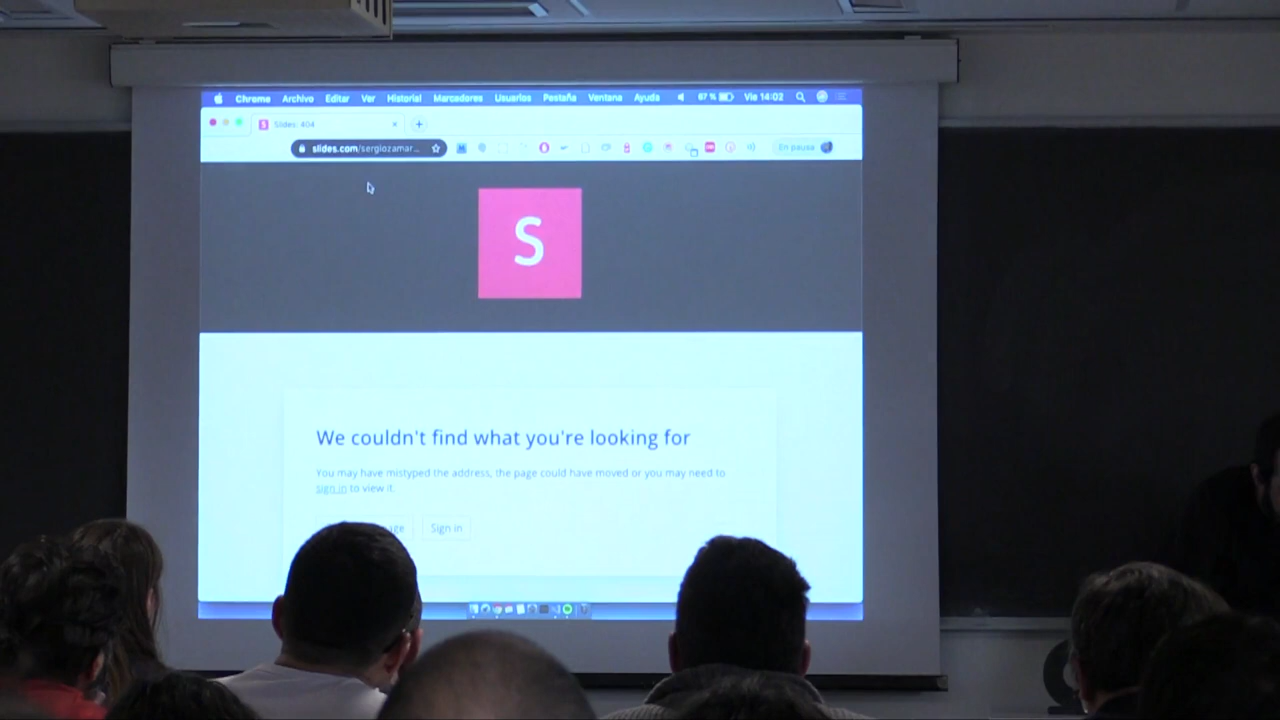 Chrome Archivo Editar Ver Historial Marcadores Usuarios Pestaña Ventana Ayuda 67 % Vie 14:02
S Slides: 404
slides.com/sergiozamar... En pausa
S
We couldn't find what you're looking for
You may have mistyped the address, the page could have moved or you may need to
sign in to view it.
Sign in